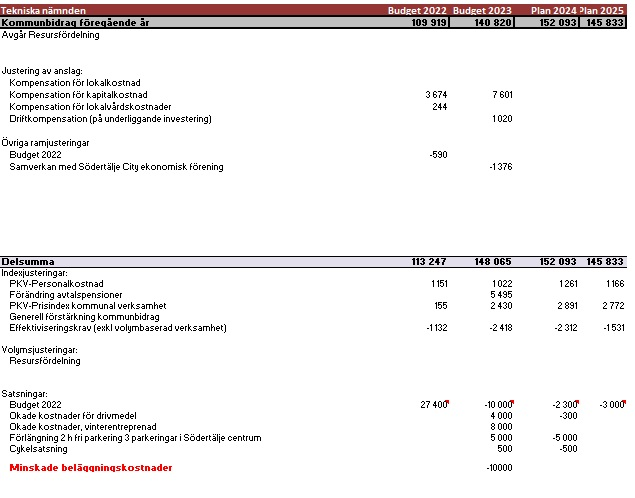 Tekniska nämnden Budget 2022 Budget 2023 Plan 2024 Plan 2025
Kommunbidrag föregående år 109 919 140 820 152 093 145 833
Avgår Resursfördelning
Justering av anslag:
Kompensation för lokalkostnad
Kompensation för kapitalkostnad 3 674 7 601
Kompensation för lokalvårdskostnader 244
Driftkompensation (på underliggande investering) 1 020
Övriga ramjusteringar
Budget 2022 -590
Samverkan med Södertälje City ekonomisk förening -1 376
Delsumma 113 247 148 065 152 093 145 833
Indexjusteringar:
PKV-Personalkostnad 1 151 1 022 1 261 1 166
Förändring avtalspensioner 5 495
PKV-Prisindex kommunal verksamhet 155 2 430 2 891 2 772
Generell förstärkning kommunbidrag
Effektiviseringskrav (exkl volymbaserad verksamhet) -1 132 -2 418 -2 312 -1 531
Volymsjusteringar:
Resursfördelning
Satsningar:
Budget 2022 27 400 -10 000 -2 300 -3 000
Ökade kostnader för drivmedel 4 000 -300
Ökade kostnader, vinterentreprenad 8 000
Förlängning 2 h fri parkering 3 parkeringar i Södertälje centrum 5 000 -5 000
Cykelsatsning 500 -500
Minskade beläggningskostnader -10000